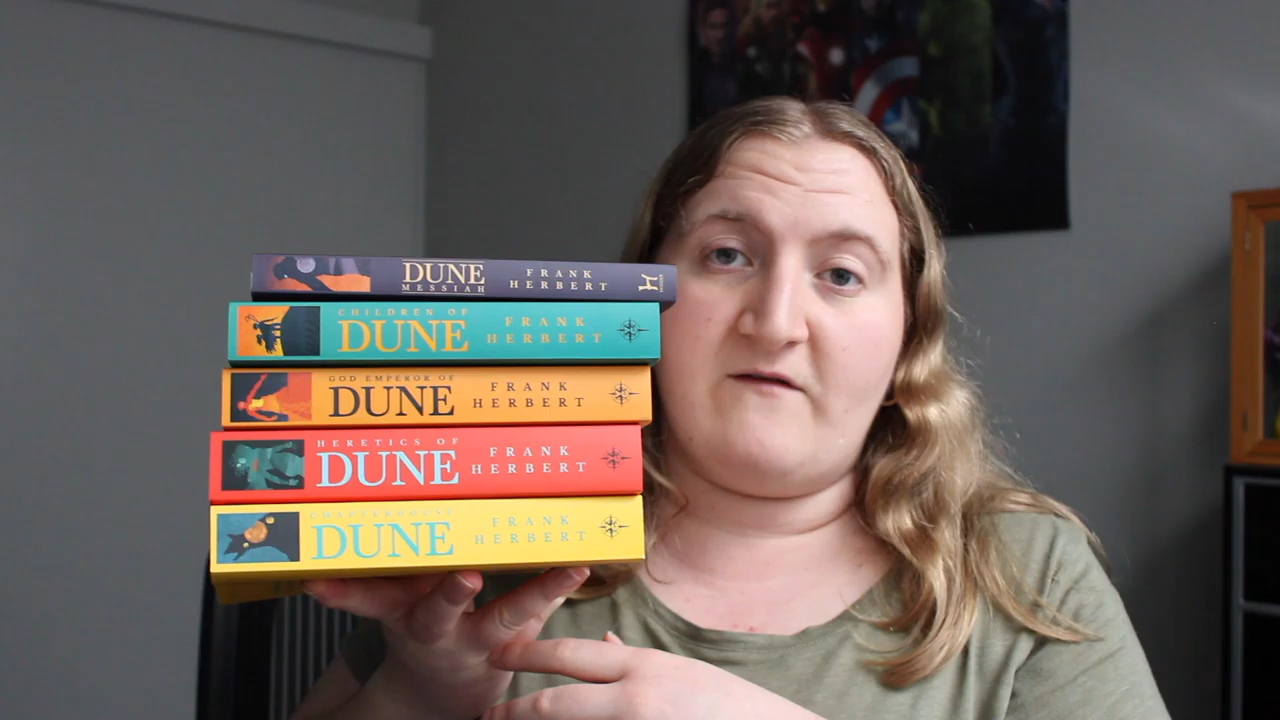 DUNE
MESSIAH
FRANK
HERBERT
CHILDREN OF
DUNE
FRANK
HERBERT
GOD EMPEROR OF
DUNE
FRANK
HERBERT
HERETICS OF
DUNE
FRANK
HERBERT
CHAPTERHOUSE
DUNE
FRANK
HERBERT